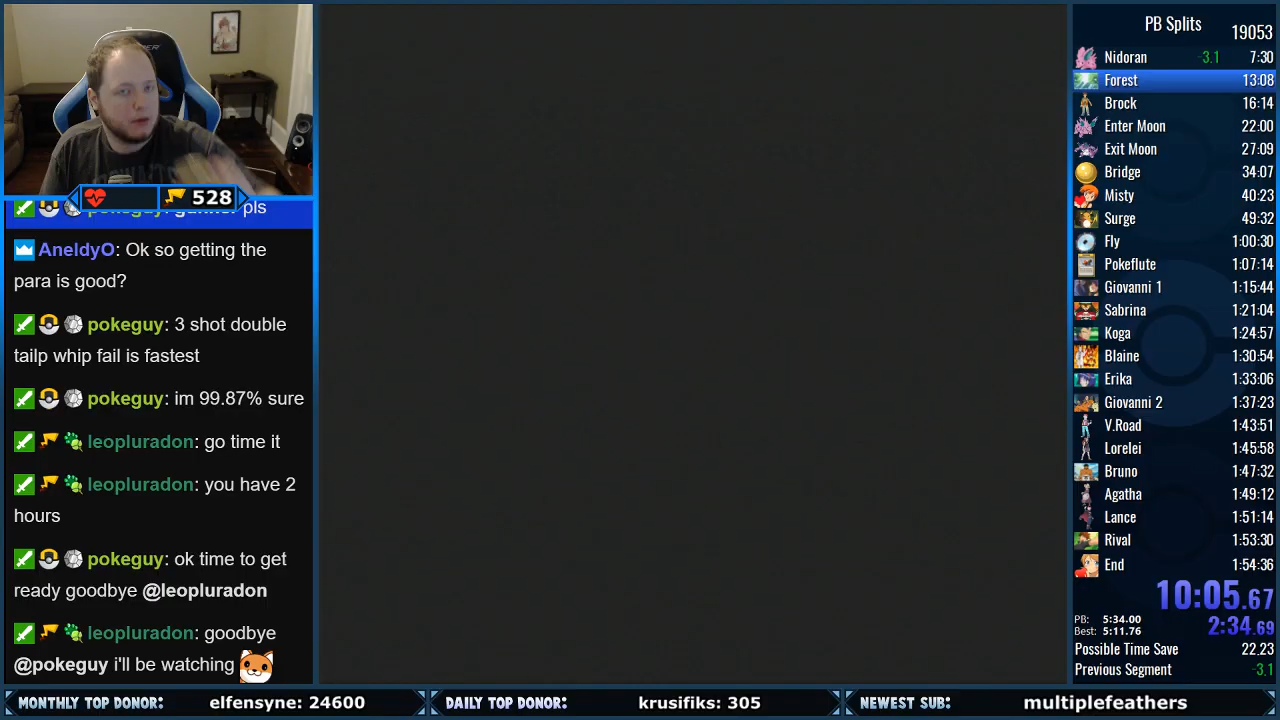 528
pls
AneldyO: Ok so getting the
para is good?
pokeguy: 3 shot double
tailp whip fail is fastest
pokeguy: im 99.87% sure
leopluradon: go time it
leopluradon: you have 2
hours
pokeguy: ok time to get
ready goodbye @leopluradon
leopluradon: goodbye
@pokeguy i'll be watching
PB Splits
19053
Nidoran -3.1 7:30
Forest 13:08
Brock 16:14
Enter Moon 22:00
Exit Moon 27:09
Bridge 34:07
Misty 40:23
Surge 49:32
Fly 1:00:30
Pokeflute 1:07:14
Giovanni 1 1:15:44
Sabrina 1:21:04
Koga 1:24:57
Blaine 1:30:54
Erika 1:33:06
Giovanni 2 1:37:23
V.Road 1:43:51
Lorelei 1:45:58
Bruno 1:47:32
Agatha 1:49:12
Lance 1:51:14
Rival 1:53:30
End 1:54:36
10:05.67
PB: 5:34.00
Best: 5:11.76
2:34.69
Possible Time Save 22.23
Previous Segment -3.1
MONTHLY TOP DONOR: elfensyne: 24600
DAILY TOP DONOR: krusifiks: 305
NEWEST SUB: multiplefeathers